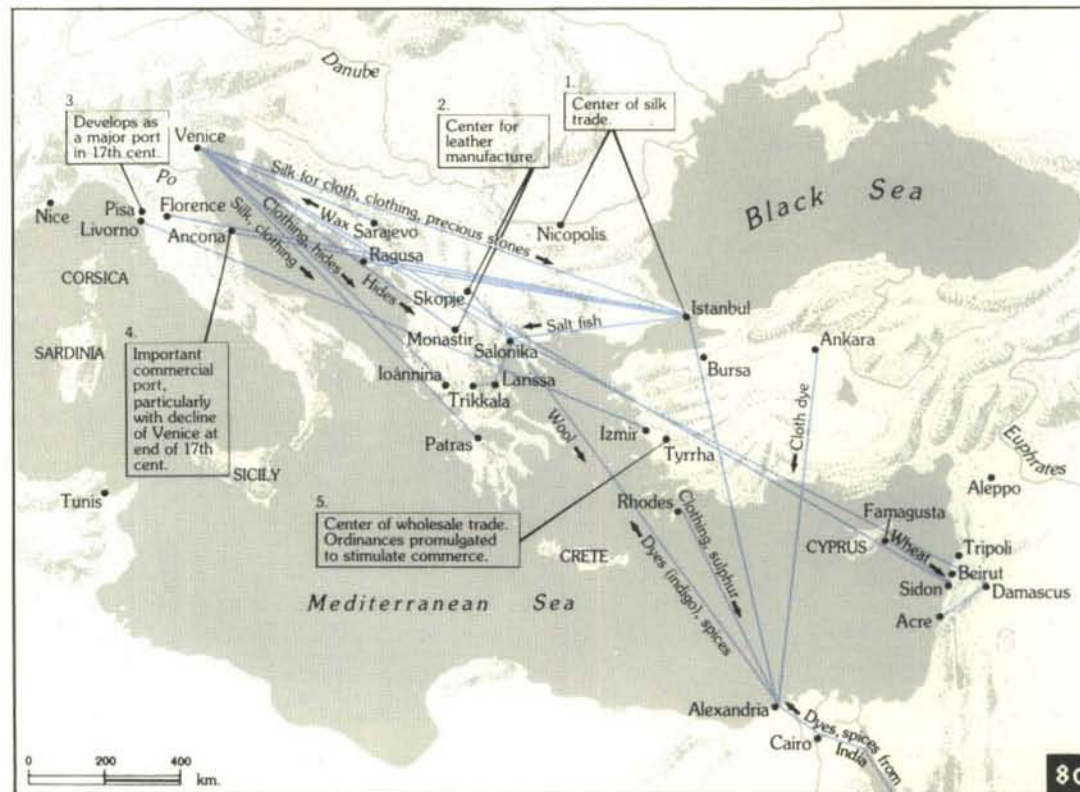 Danube
1.
Center of silk
trade.
2.
Center for
leather
manufacture.
3.
Develops as
a major port
in 17th cent.
Venice
Po
Nice
Pisa
Livorno
Florence
Ancona
CORSICA
SARDINIA
Silk for cloth, clothing, precious stones
Wax
Clothing, hides
Silk, clothing
Hides
Sarajevo
Ragusa
Nicopolis
Black Sea
Skopje
Monastir
Salonika
Salt fish
Istanbul
Bursa
Ankara
4.
Important
commercial
port,
particularly
with decline
of Venice at
end of 17th
cent.
Ioánnina
Trikkala
Larissa
Patras
Wool
Izmir
Tyrrha
Cloth dye
Euphrates
Aleppo
SICILY
Tunis
5.
Center of wholesale trade.
Ordinances promulgated
to stimulate commerce.
Rhodes
CRETE
Clothing, sulphur
Dyes (indigo), spices
Famagusta
CYPRUS
Wheat
Tripoli
Beirut
Sidon
Damascus
Acre
Mediterranean Sea
Alexandria
Cairo
Dyes, spices from
India
0 200 400
km.